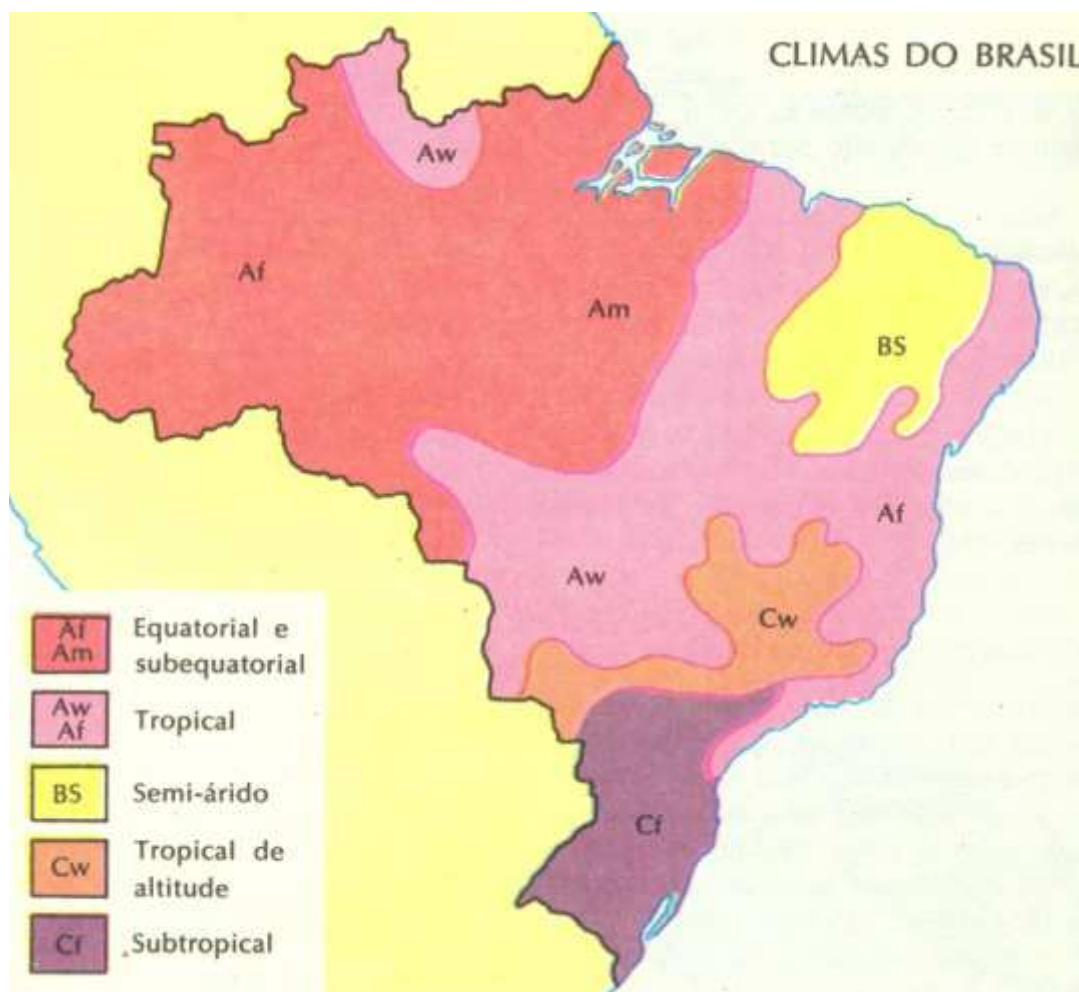 CLIMAS DO BRASIL
Aw
Af
Am
BS
Af
Aw
Cw
Cf
Af
Am
Equatorial e
subequatorial
Aw
Af
Tropical
BS
Semi-árido
Cw
Tropical de
altitude
Cf
Subtropical